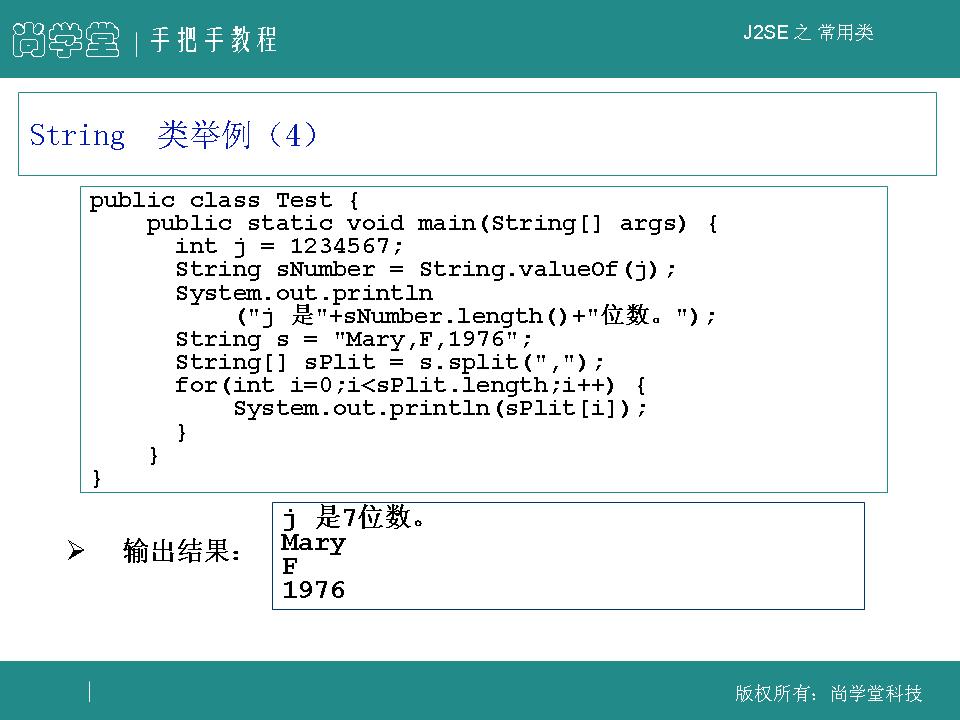 尚学堂 | 手把手教程
J2SE 之 常用类
String 类举例（4）
public class Test {
    public static void main(String[] args) {
      int j = 1234567;
      String sNumber = String.valueOf(j);
      System.out.println
          ("j 是"+sNumber.length()+"位数。");
      String s = "Mary,F,1976";
      String[] sPlit = s.split(",");
      for(int i=0;i<sPlit.length;i++) {
          System.out.println(sPlit[i]);
      }
    }
}
➢ 输出结果：
j 是7位数。
Mary
F
1976
版权所有：尚学堂科技